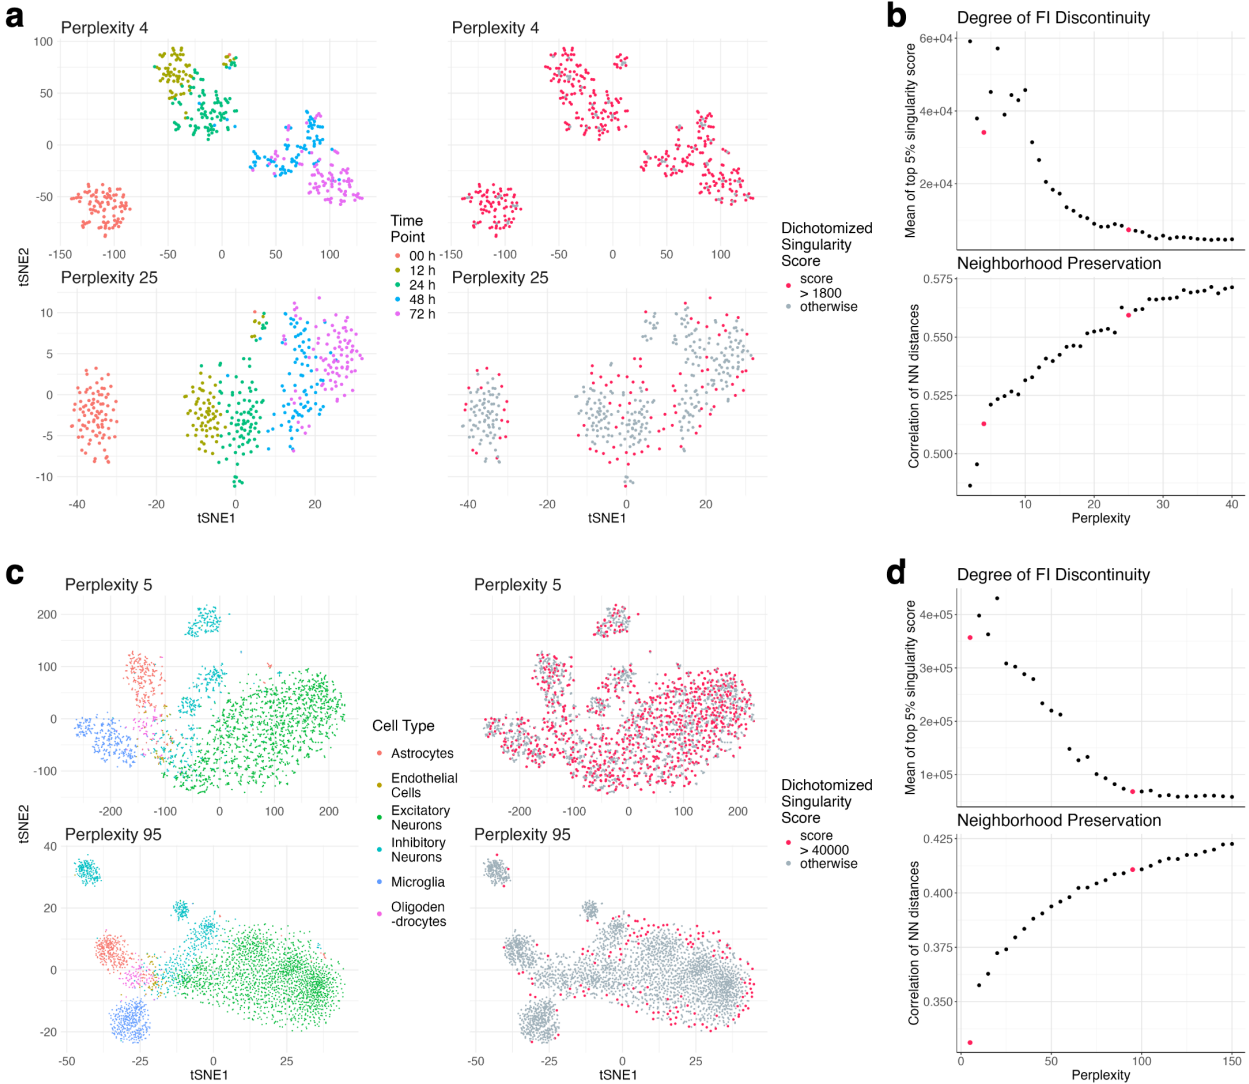 a
Perplexity 4
100
50
0
-50
-150
-100
-50
0
50
100
Perplexity 4
-150
-100
-50
0
50
100
tSNE2
Time
Point
00 h
12 h
24 h
48 h
72 h
Dichotomized
Singularity
Score
score
> 1800
otherwise
Perplexity 25
10
5
0
-5
-10
-40
-20
0
20
tSNE1
Perplexity 25
-40
-20
0
20
tSNE1
b
Degree of FI Discontinuity
Mean of top 5% singularity score
6e+04
4e+04
2e+04
Neighborhood Preservation
Correlation of NN distances
0.575
0.550
0.525
0.500
10
20
30
40
Perplexity
c
Perplexity 5
200
100
0
-100
-200
-100
0
100
200
Perplexity 5
-200
-100
0
100
200
tSNE2
Cell Type
Astrocytes
Endothelial
Cells
Excitatory
Neurons
Inhibitory
Neurons
Microglia
Oligoden
-drocytes
Dichotomized
Singularity
Score
score
> 40000
otherwise
Perplexity 95
40
20
0
-20
-50
-25
0
25
tSNE1
Perplexity 95
-50
-25
0
25
tSNE1
d
Degree of FI Discontinuity
Mean of top 5% singularity score
4e+05
3e+05
2e+05
1e+05
Neighborhood Preservation
Correlation of NN distances
0.425
0.400
0.375
0.350
0
50
100
150
Perplexity